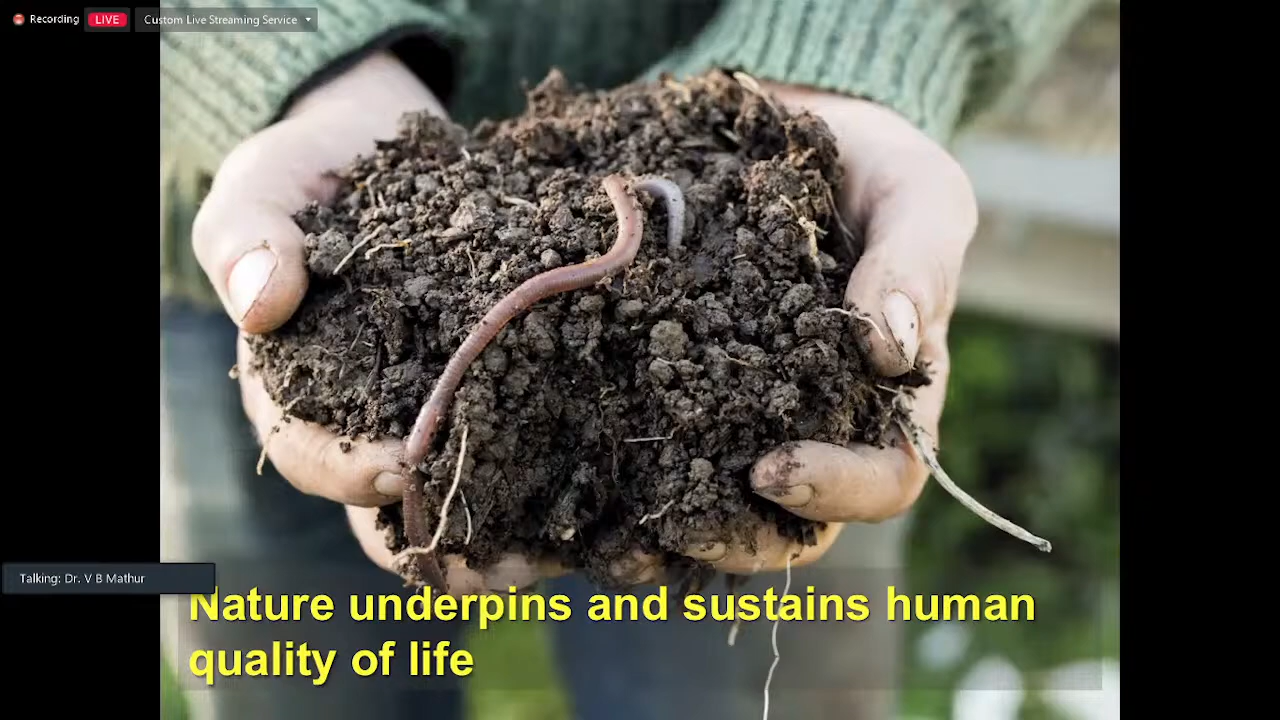 Recording LIVE Custom Live Streaming Service
Talking: Dr. V B Mathur
Nature underpins and sustains human
quality of life